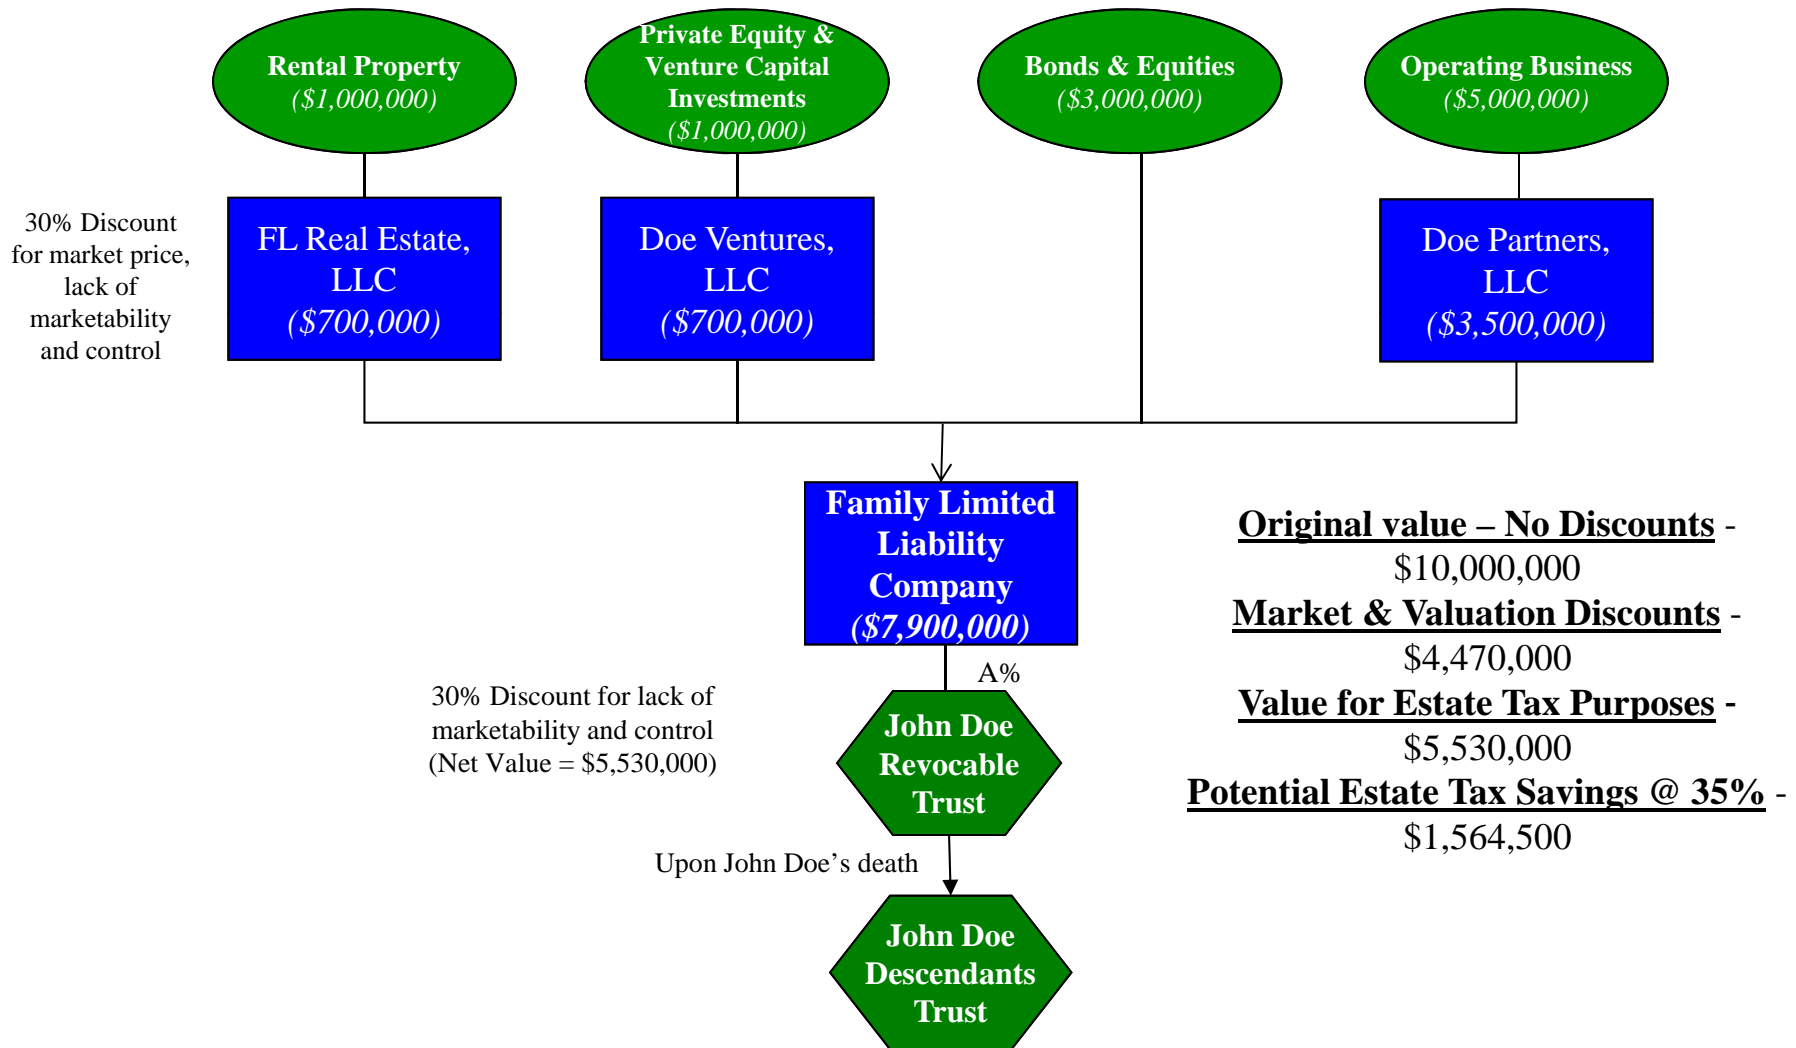 Rental Property
($1,000,000)
Private Equity &
Venture Capital
Investments
($1,000,000)
Bonds & Equities
($3,000,000)
Operating Business
($5,000,000)
30% Discount
for market price,
lack of
marketability
and control
FL Real Estate,
LLC
($700,000)
Doe Ventures,
LLC
($700,000)
Doe Partners,
LLC
($3,500,000)
Family Limited
Liability
Company
($7,900,000)
Original value – No Discounts -
$10,000,000
Market & Valuation Discounts -
$4,470,000
Value for Estate Tax Purposes -
$5,530,000
Potential Estate Tax Savings @ 35% -
$1,564,500
A%
30% Discount for lack of
marketability and control
(Net Value = $5,530,000)
John Doe
Revocable
Trust
Upon John Doe’s death
John Doe
Descendants
Trust